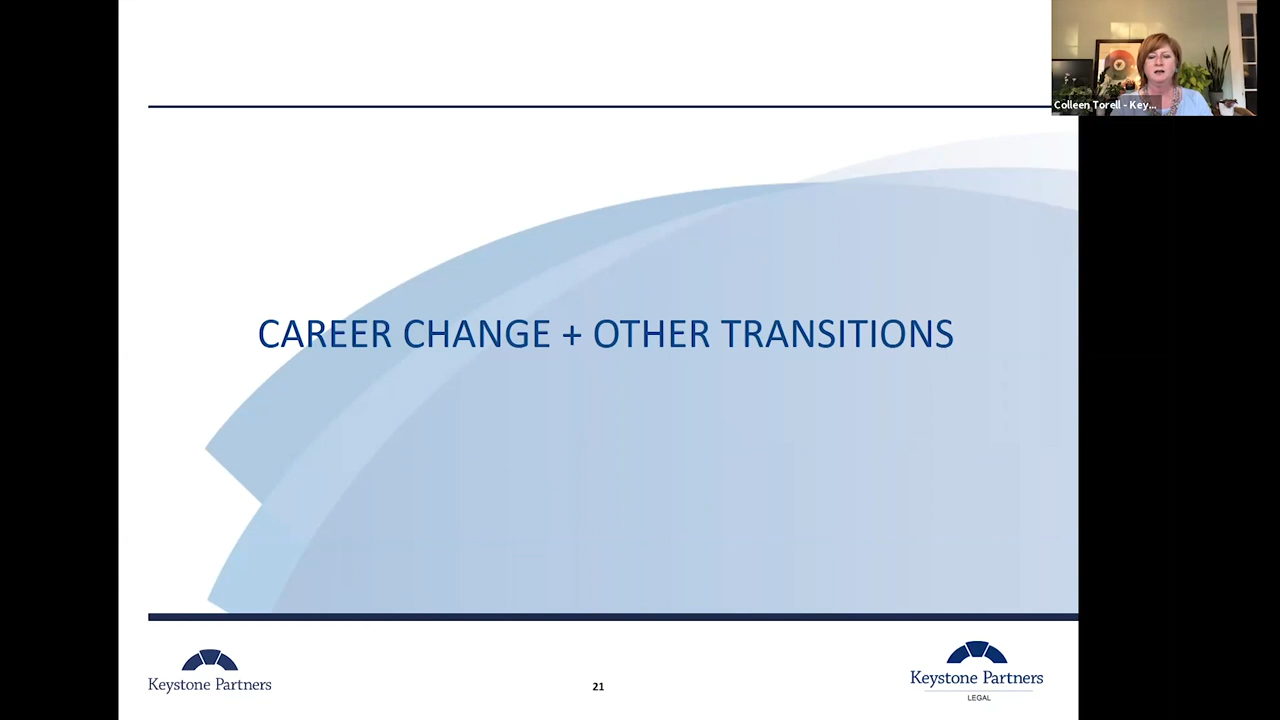 Colleen Torell - Key...
CAREER CHANGE + OTHER TRANSITIONS
Keystone Partners
21
Keystone Partners
LEGAL